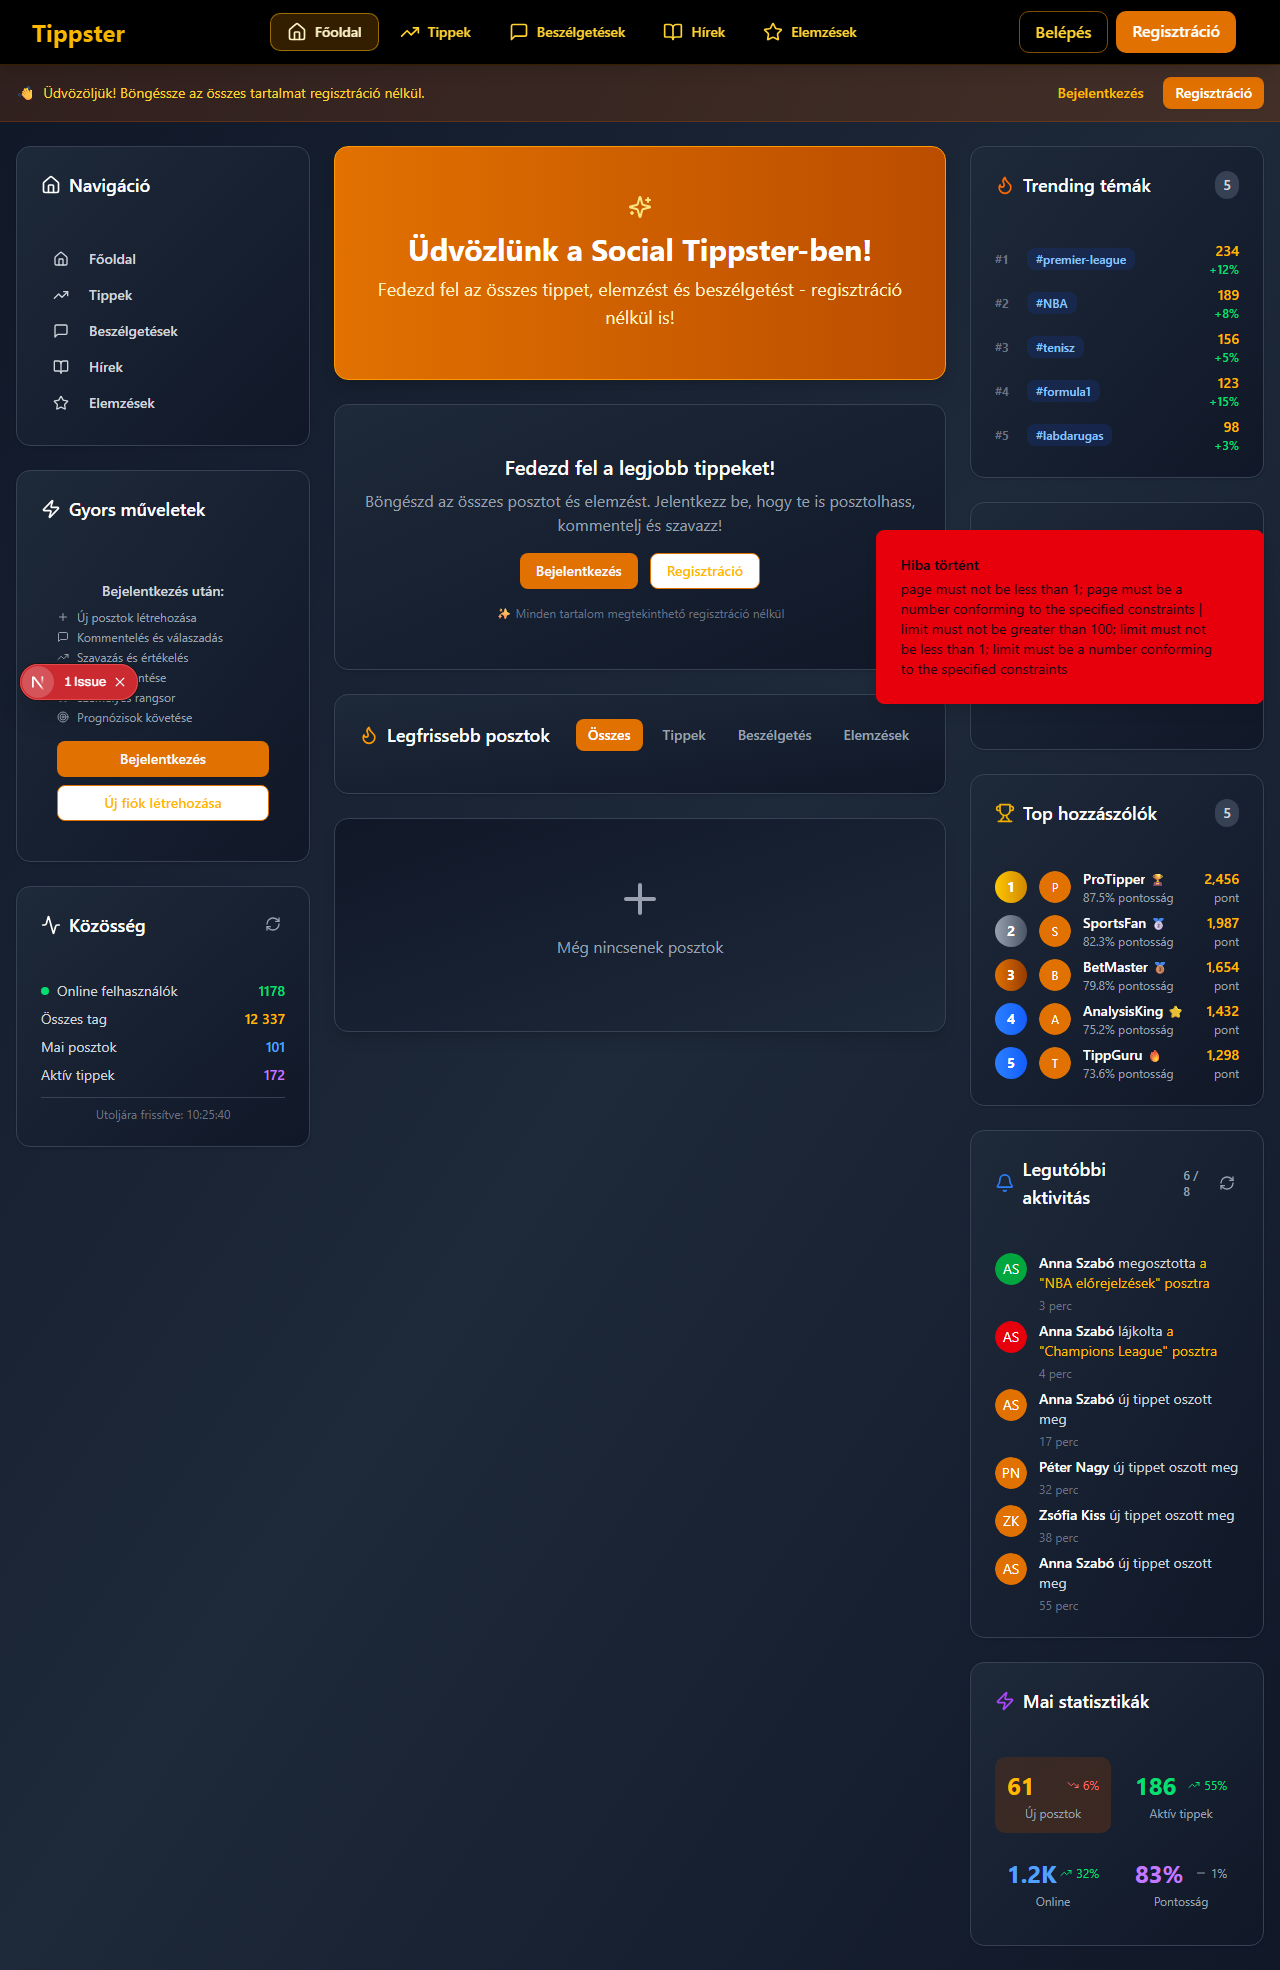 Tippster
Főoldal
Tippek
Beszélgetések
Hírek
Elemzések
Belépés
Regisztráció
👋 Üdvözöljük! Böngéssze az összes tartalmat regisztráció nélkül.
Bejelentkezés
Regisztráció
Navigáció
Főoldal
Tippek
Beszélgetések
Hírek
Elemzések
Gyors műveletek
Bejelentkezés után:
Új posztok létrehozása
Kommentelés és válaszadás
Szavazás és értékelés
rangsor
Prognózisok követése
1 Issue
Bejelentkezés
Új fiók létrehozása
Közösség
Online felhasználók 1178
Összes tag 12 337
Mai posztok 101
Aktív tippek 172
Utoljára frissítve: 10:25:40
Üdvözlünk a Social Tippster-ben!
Fedezd fel az összes tippet, elemzést és beszélgetést - regisztráció
nélkül is!
Fedezd fel a legjobb tippeket!
Böngészd az összes posztot és elemzést. Jelentkezz be, hogy te is posztolhass,
kommentelj és szavazz!
Bejelentkezés
Regisztráció
✨ Minden tartalom megtekinthető regisztráció nélkül
Legfrissebb posztok
Összes
Tippek
Beszélgetés
Elemzések
Még nincsenek posztok
Trending témák
5
#1 #premier-league 234
+12%
#2 #NBA 189
+8%
#3 #tenisz 156
+5%
#4 #formula1 123
+15%
#5 #labdarugas 98
+3%
Hiba történt
page must not be less than 1; page must be a
number conforming to the specified constraints |
limit must not be greater than 100; limit must not
be less than 1; limit must be a number conforming
to the specified constraints
Top hozzászólók
5
1 P ProTipper 🏆 2,456
87.5% pontosság pont
2 S SportsFan 🥈 1,987
82.3% pontosság pont
3 B BetMaster 🥉 1,654
79.8% pontosság pont
4 A AnalysisKing ⭐ 1,432
75.2% pontosság pont
5 T TippGuru 🔥 1,298
73.6% pontosság pont
Legutóbbi
aktivitás
6 /
8
AS Anna Szabó megosztotta a
"NBA előrejelzések" posztra
3 perc
AS Anna Szabó lájkolta a
"Champions League" posztra
4 perc
AS Anna Szabó új tippet oszott
meg
17 perc
PN Péter Nagy új tippet oszott meg
32 perc
ZK Zsófia Kiss új tippet oszott meg
38 perc
AS Anna Szabó új tippet oszott
meg
55 perc
Mai statisztikák
61 6%
Új posztok
186 55%
Aktív tippek
1.2K 32%
Online
83% 1%
Pontosság